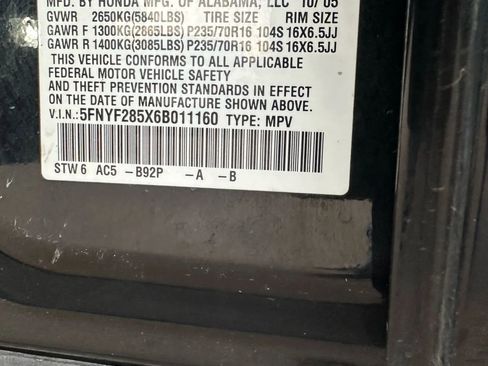 MFD. BY HONDA MFG. OF ALABAMA, LLC 10/05
GVWR 2650KG(5840LBS) TIRE SIZE RIM SIZE
GAWR F 1300KG(2865LBS) P235/70R16 104S 16X6.5JJ
GAWR R 1400KG(3085LBS) P235/70R16 104S 16X6.5JJ
THIS VEHICLE CONFORMS TO ALL APPLICABLE
FEDERAL MOTOR VEHICLE SAFETY
AND THEFT PREVENTION STANDARDS IN EFFECT
ON THE DATE OF MANUFACTURE SHOWN ABOVE.
V.I.N.: 5FNYF285X6B011160 TYPE: MPV
STW6 AC5 -B92P -A -B